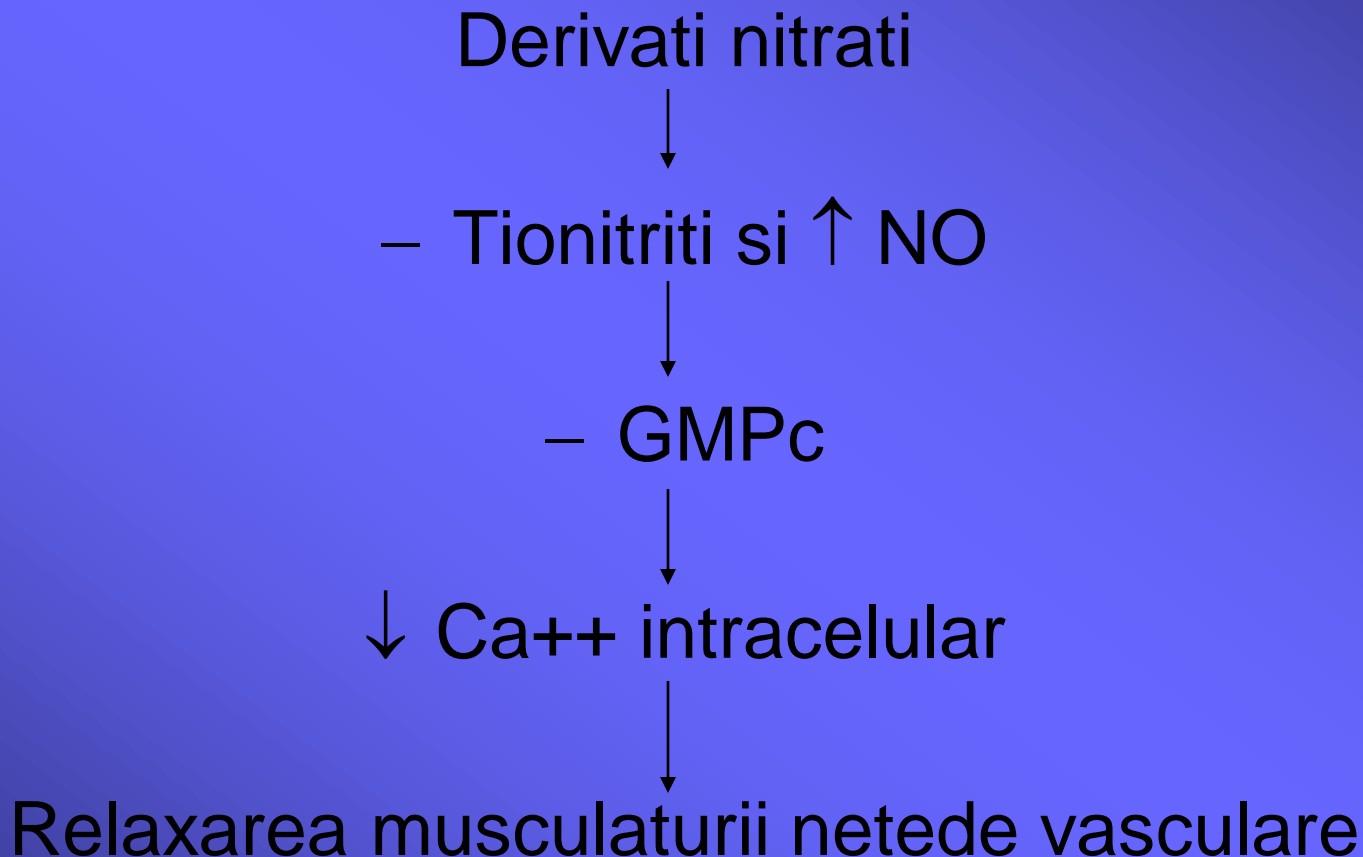 Derivati nitrati
– Tionitriti si ↑ NO
– GMPc
↓ Ca++ intracelular
Relaxarea musculaturii netede vasculare